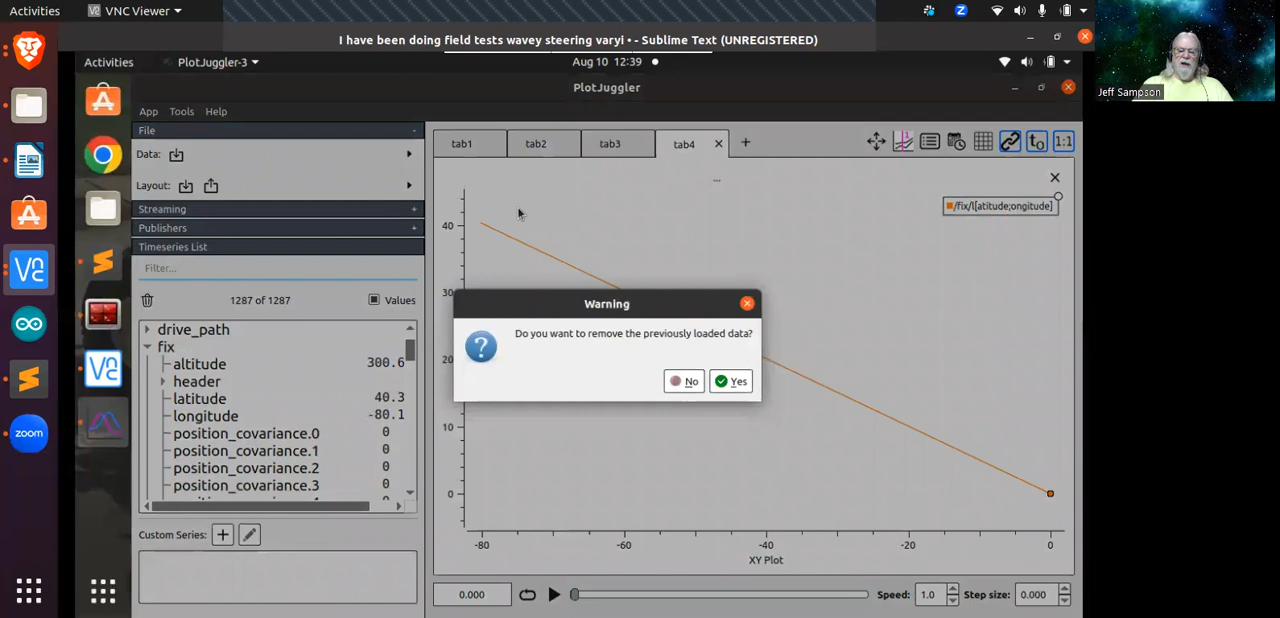 Activities
VNC Viewer
I have been doing field tests wavey steering varyi • - Sublime Text (UNREGISTERED)
Jeff Sampson
Activities
PlotJuggler-3
Aug 10 12:39
PlotJuggler
App Tools Help
File
Data:
Layout:
Streaming
Publishers
Timeseries List
Filter...
1287 of 1287
Values
drive_path
fix
altitude 300.6
header
latitude 40.3
longitude -80.1
position_covariance.0 0
position_covariance.1 0
position_covariance.2 0
position_covariance.3 0
Custom Series:
tab1 tab2 tab3 tab4
1:1
...
/fix/l[atitude;ongitude]
40
30
20
10
0
-80 -60 -40 -20 0
XY Plot
Warning
Do you want to remove the previously loaded data?
No Yes
0.000
Speed: 1.0
Step size: 0.000
zoom